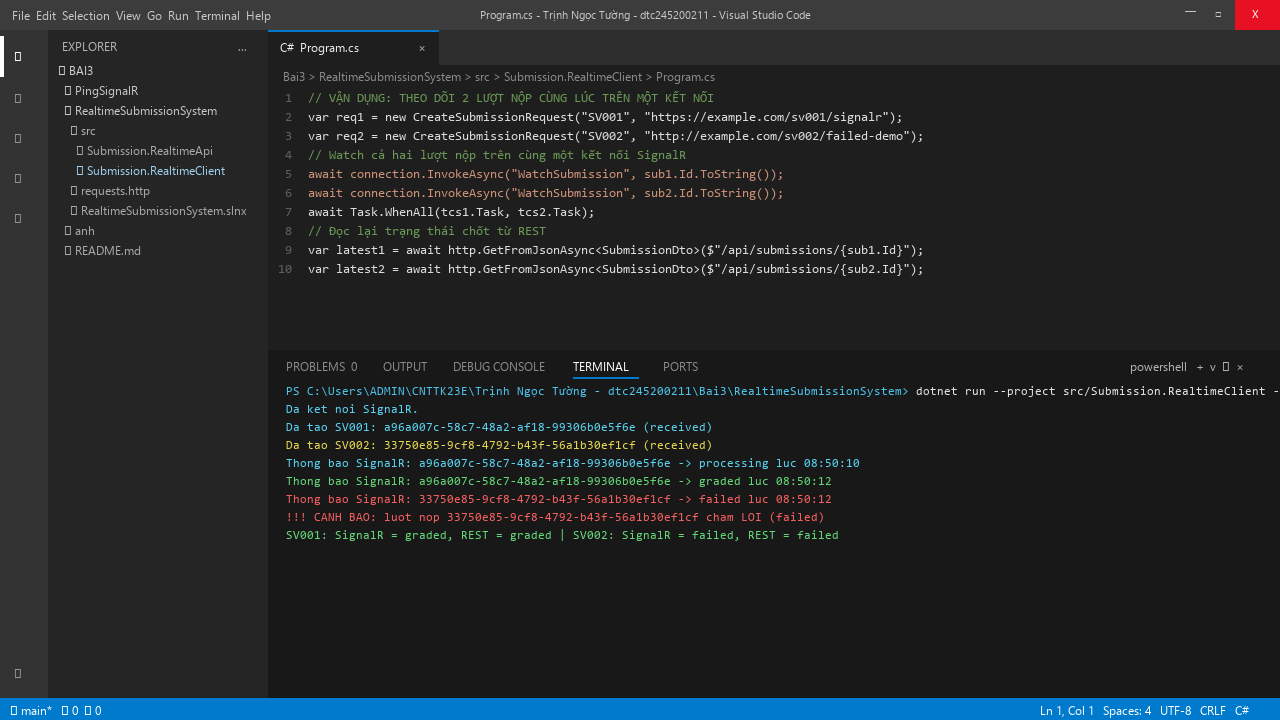 File Edit Selection View Go Run Terminal Help
Program.cs - Trịnh Ngọc Tường - dtc245200211 - Visual Studio Code
X
EXPLORER ...
BAI3
PingSignalR
RealtimeSubmissionSystem
src
Submission.RealtimeApi
Submission.RealtimeClient
requests.http
RealtimeSubmissionSystem.slnx
anh
README.md
C# Program.cs ×
Bai3 > RealtimeSubmissionSystem > src > Submission.RealtimeClient > Program.cs
1 // VẬN DỤNG: THEO DÕI 2 LƯỢT NỘP CÙNG LÚC TRÊN MỘT KẾT NỐI
2 var req1 = new CreateSubmissionRequest("SV001", "https://example.com/sv001/signalr");
3 var req2 = new CreateSubmissionRequest("SV002", "http://example.com/sv002/failed-demo");
4 // Watch cả hai lượt nộp trên cùng một kết nối SignalR
5 await connection.InvokeAsync("WatchSubmission", sub1.Id.ToString());
6 await connection.InvokeAsync("WatchSubmission", sub2.Id.ToString());
7 await Task.WhenAll(tcs1.Task, tcs2.Task);
8 // Đọc lại trạng thái chốt từ REST
9 var latest1 = await http.GetFromJsonAsync<SubmissionDto>($"/api/submissions/{sub1.Id}");
10 var latest2 = await http.GetFromJsonAsync<SubmissionDto>($"/api/submissions/{sub2.Id}");
PROBLEMS 0 OUTPUT DEBUG CONSOLE TERMINAL PORTS powershell + v ×
PS C:\Users\ADMIN\CNTTK23E\Trịnh Ngọc Tường - dtc245200211\Bai3\RealtimeSubmissionSystem> dotnet run --project src/Submission.RealtimeClient -
Da ket noi SignalR.
Da tao SV001: a96a007c-58c7-48a2-af18-99306b0e5f6e (received)
Da tao SV002: 33750e85-9cf8-4792-b43f-56a1b30ef1cf (received)
Thong bao SignalR: a96a007c-58c7-48a2-af18-99306b0e5f6e -> processing luc 08:50:10
Thong bao SignalR: a96a007c-58c7-48a2-af18-99306b0e5f6e -> graded luc 08:50:12
Thong bao SignalR: 33750e85-9cf8-4792-b43f-56a1b30ef1cf -> failed luc 08:50:12
!!! CANH BAO: luot nop 33750e85-9cf8-4792-b43f-56a1b30ef1cf cham LOI (failed)
SV001: SignalR = graded, REST = graded | SV002: SignalR = failed, REST = failed
main* 0 0 Ln 1, Col 1 Spaces: 4 UTF-8 CRLF C#